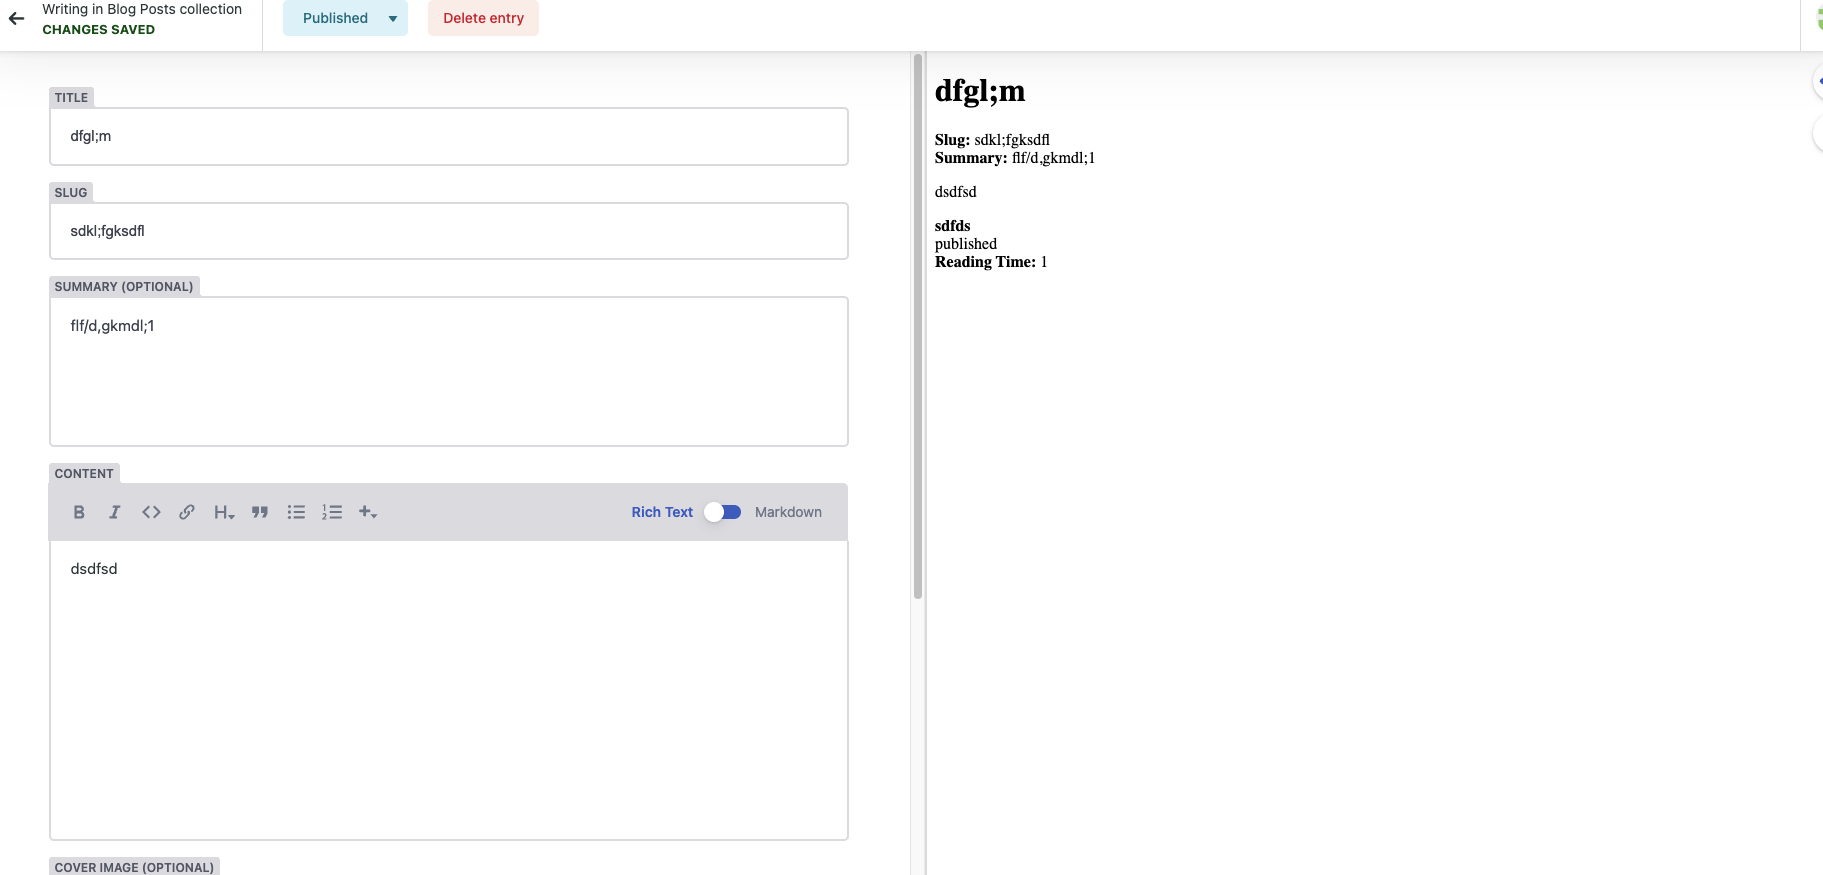 Writing in Blog Posts collection
CHANGES SAVED
Published
Delete entry
TITLE
dfgl;m
SLUG
sdkl;fgksdfl
SUMMARY (OPTIONAL)
flf/d,gkmdl;1
CONTENT
Rich Text
Markdown
dsdfsd
COVER IMAGE (OPTIONAL)
dfgl;m
Slug: sdkl;fgksdfl
Summary: flf/d,gkmdl;1
dsdfsd
sdfds
published
Reading Time: 1